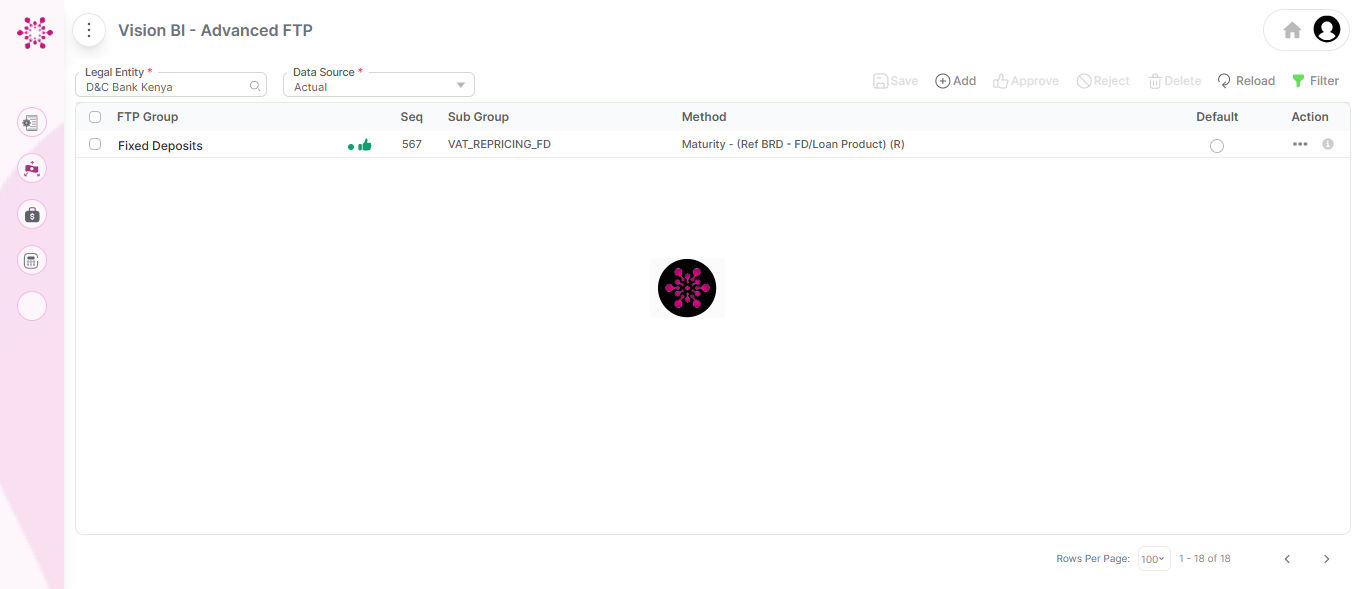 Vision BI - Advanced FTP
Legal Entity *
D&C Bank Kenya
Data Source *
Actual
Save Add Approve Reject Delete Reload Filter
FTP Group Seq Sub Group Method Default Action
Fixed Deposits 567 VAT_REPRICING_FD Maturity - (Ref BRD - FD/Loan Product) (R)
Rows Per Page: 100 1 - 18 of 18